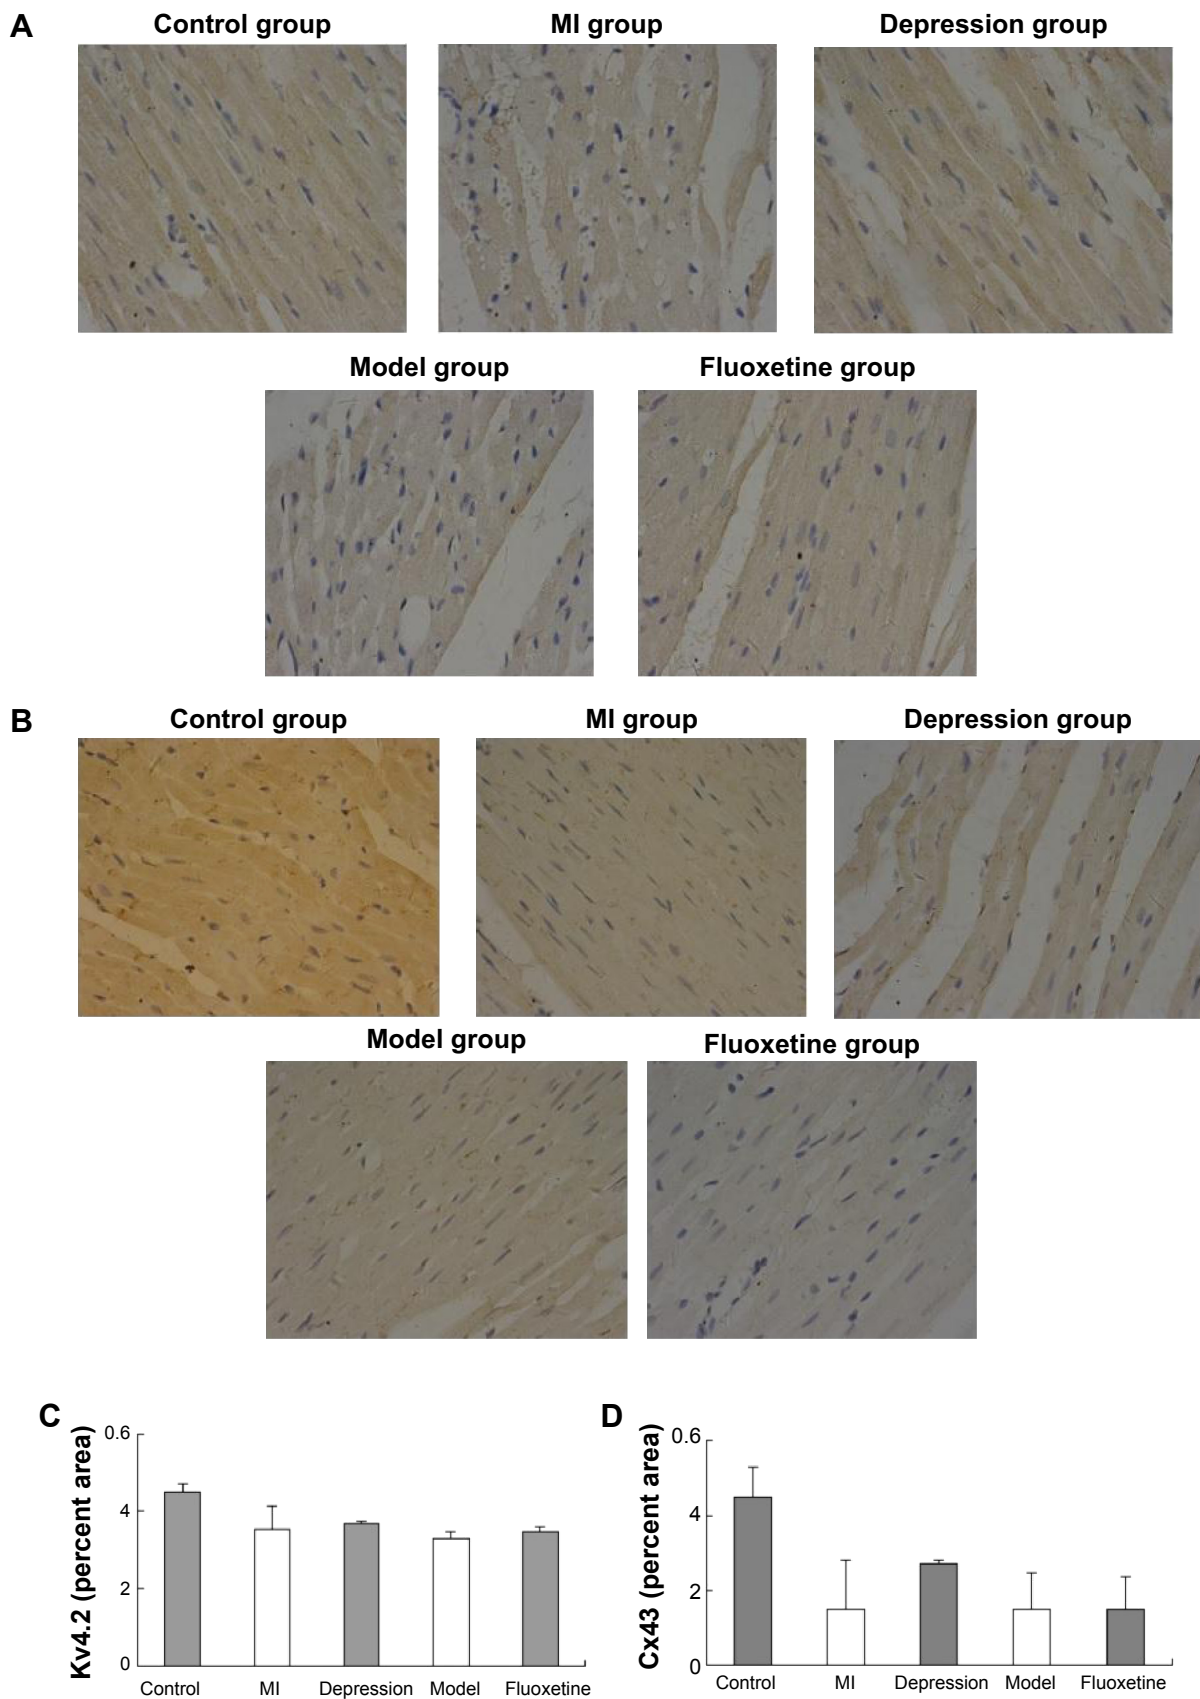 A
Control group
MI group
Depression group
Model group
Fluoxetine group
B
Control group
MI group
Depression group
Model group
Fluoxetine group
C
Kv4.2 (percent area)
0.6
4
2
0
Control
MI
Depression
Model
Fluoxetine
D
Cx43 (percent area)
0.6
4
2
0
Control
MI
Depression
Model
Fluoxetine